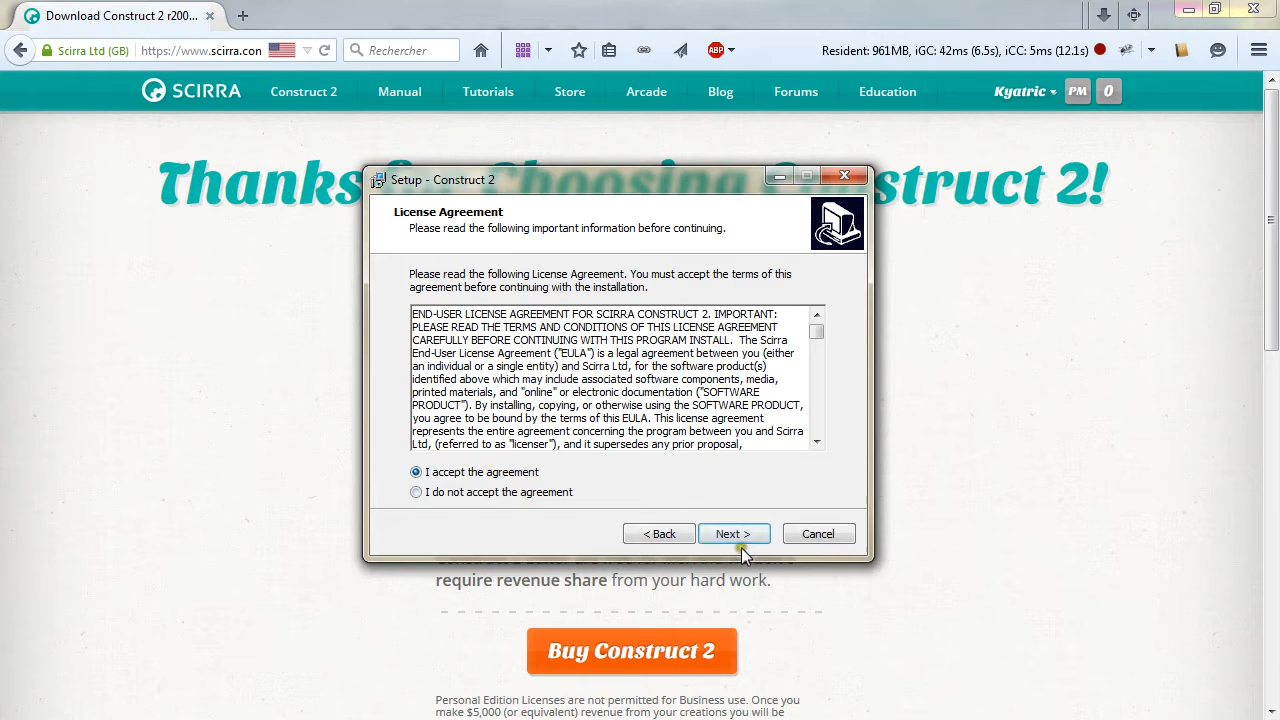 Download Construct 2 r200...
Scirra Ltd (GB)
https://www.scirra.con
Rechercher
ABP
Resident: 961MB, iGC: 42ms (6.5s), iCC: 5ms (12.1s)
SCIRRA
Construct 2
Manual
Tutorials
Store
Arcade
Blog
Forums
Education
Kyatric
PM
0
Thanks for Choosing Construct 2!
Setup - Construct 2
License Agreement
Please read the following important information before continuing.
Please read the following License Agreement. You must accept the terms of this
agreement before continuing with the installation.
END-USER LICENSE AGREEMENT FOR SCIRRA CONSTRUCT 2. IMPORTANT:
PLEASE READ THE TERMS AND CONDITIONS OF THIS LICENSE AGREEMENT
CAREFULLY BEFORE CONTINUING WITH THIS PROGRAM INSTALL. The Scirra
End-User License Agreement ("EULA") is a legal agreement between you (either
an individual or a single entity) and Scirra Ltd, for the software product(s)
identified above which may include associated software components, media,
printed materials, and "online" or electronic documentation ("SOFTWARE
PRODUCT"). By installing, copying, or otherwise using the SOFTWARE PRODUCT,
you agree to be bound by the terms of this EULA. This license agreement
represents the entire agreement concerning the program between you and Scirra
Ltd, (referred to as "licenser"), and it supersedes any prior proposal,
I accept the agreement
I do not accept the agreement
< Back
Next >
Cancel
require revenue share from your hard work.
Buy Construct 2
Personal Edition Licenses are not permitted for Business use. Once you
make $5,000 (or equivalent) revenue from your creations you will be